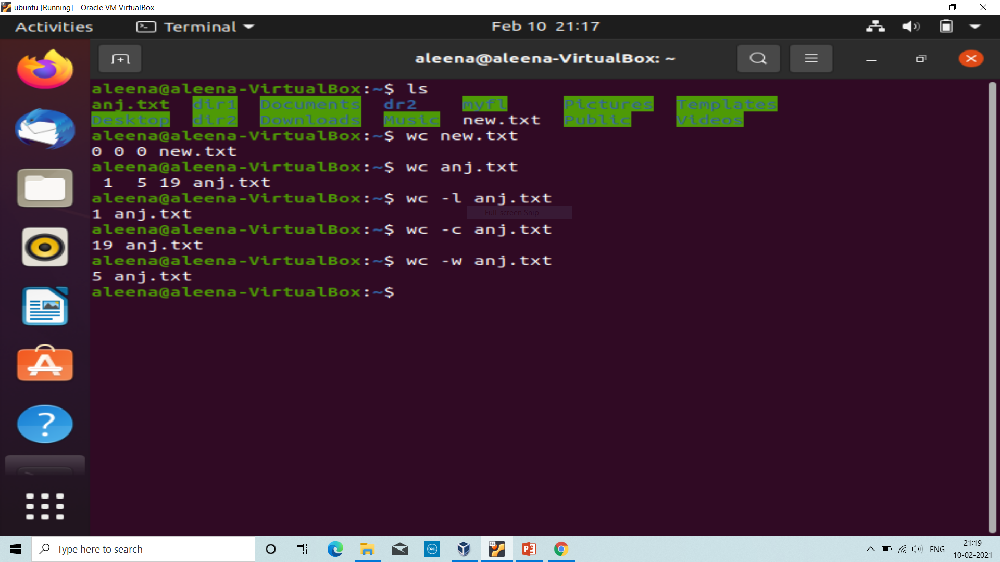 ubuntu [Running] - Oracle VM VirtualBox
Activities Terminal Feb 10 21:17
aleena@aleena-VirtualBox: ~
aleena@aleena-VirtualBox:~$ ls
anj.txt dir1 Documents dr2 myfl Pictures Templates
Desktop dir2 Downloads Music new.txt Public Videos
aleena@aleena-VirtualBox:~$ wc new.txt
0 0 0 new.txt
aleena@aleena-VirtualBox:~$ wc anj.txt
1 5 19 anj.txt
aleena@aleena-VirtualBox:~$ wc -l anj.txt
1 anj.txt
Full-screen Snip
aleena@aleena-VirtualBox:~$ wc -c anj.txt
19 anj.txt
aleena@aleena-VirtualBox:~$ wc -w anj.txt
5 anj.txt
aleena@aleena-VirtualBox:~$
Type here to search DELL 64 ENG 21:19
10-02-2021